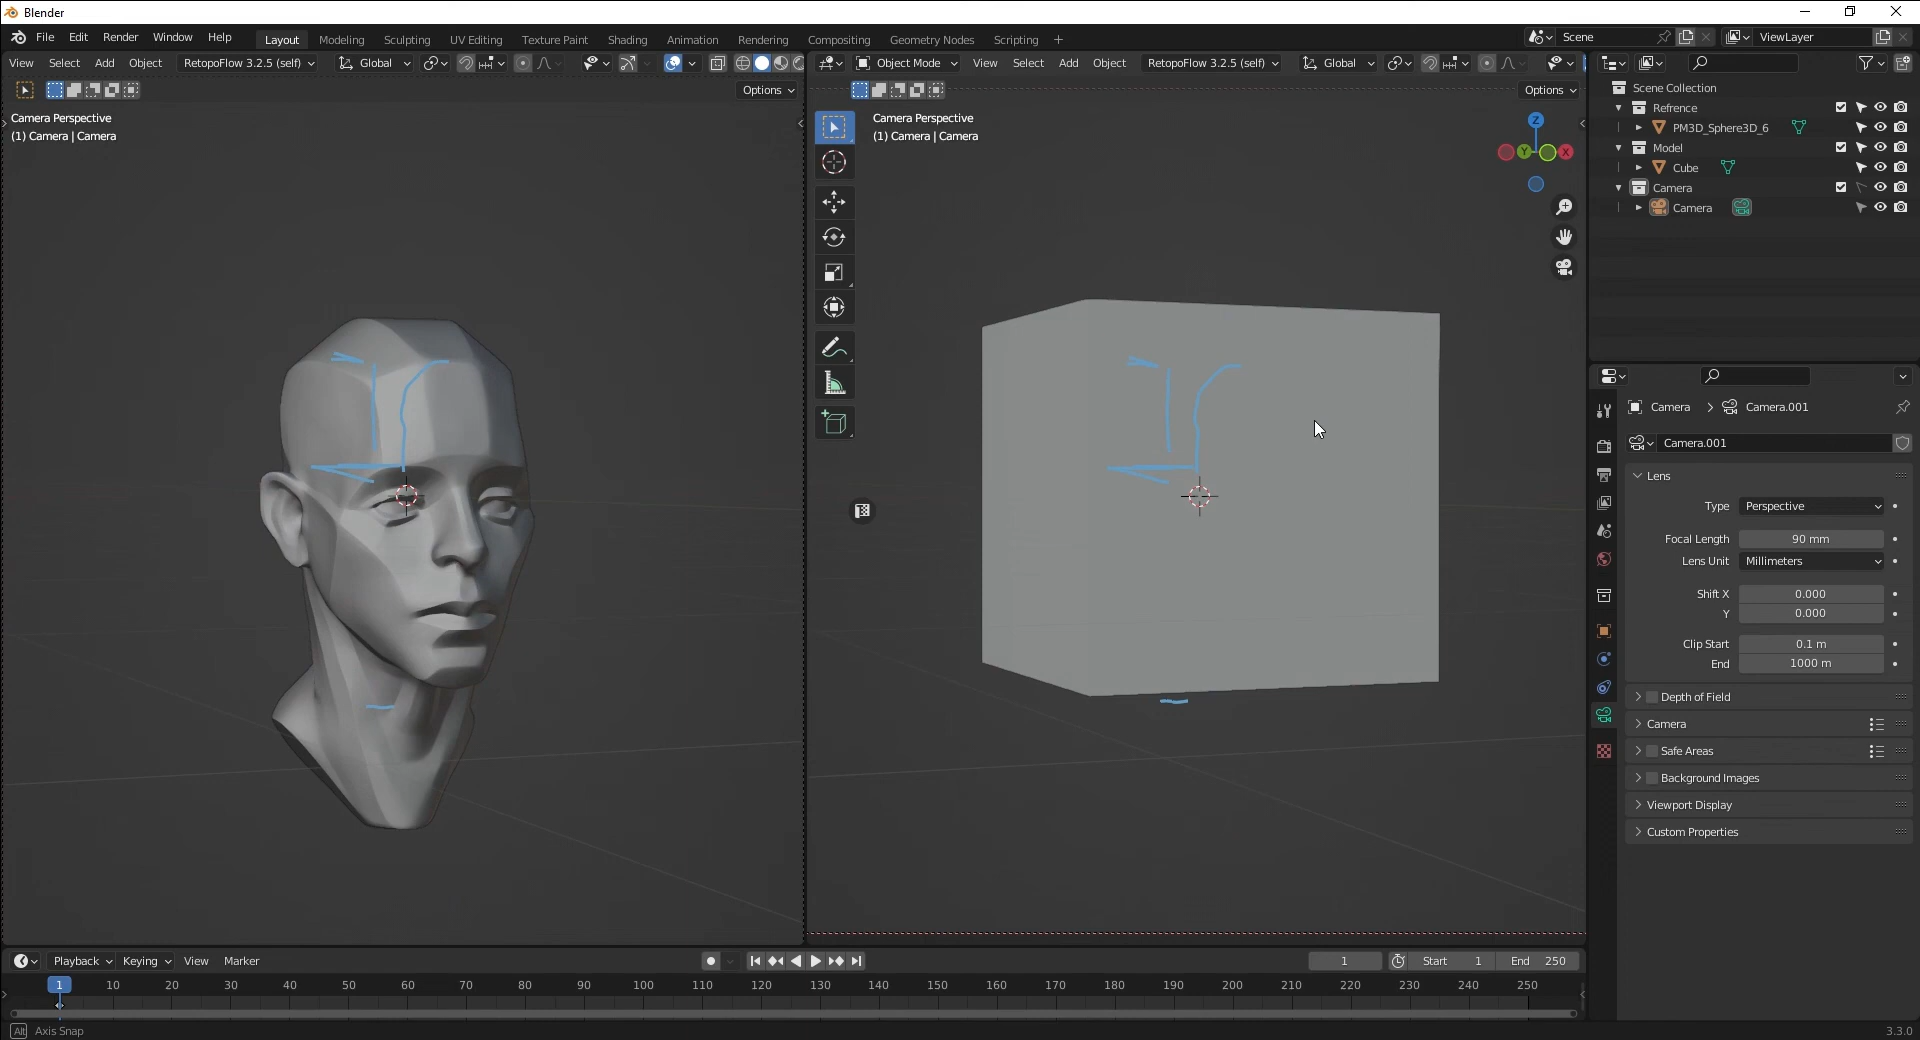 Blender
File Edit Render Window Help Layout Modeling Sculpting UV Editing Texture Paint Shading Animation Rendering Compositing Geometry Nodes Scripting + Scene ViewLayer
View Select Add Object RetopoFlow 3.2.5 (self) Global Object Mode View Select Add Object RetopoFlow 3.2.5 (self) Global
Options Options
Camera Perspective
(1) Camera | Camera
Camera Perspective
(1) Camera | Camera
Z
Y X
Scene Collection
Refrence
PM3D_Sphere3D_6
Model
Cube
Camera
Camera
Camera > Camera.001
Camera.001
Lens
Type Perspective
Focal Length 90 mm
Lens Unit Millimeters
Shift X 0.000
Y 0.000
Clip Start 0.1 m
End 1000 m
Depth of Field
Camera
Safe Areas
Background Images
Viewport Display
Custom Properties
Playback Keying View Marker 1 Start 1 End 250
1 10 20 30 40 50 60 70 80 90 100 110 120 130 140 150 160 170 180 190 200 210 220 230 240 250
Alt Axis Snap 3.3.0